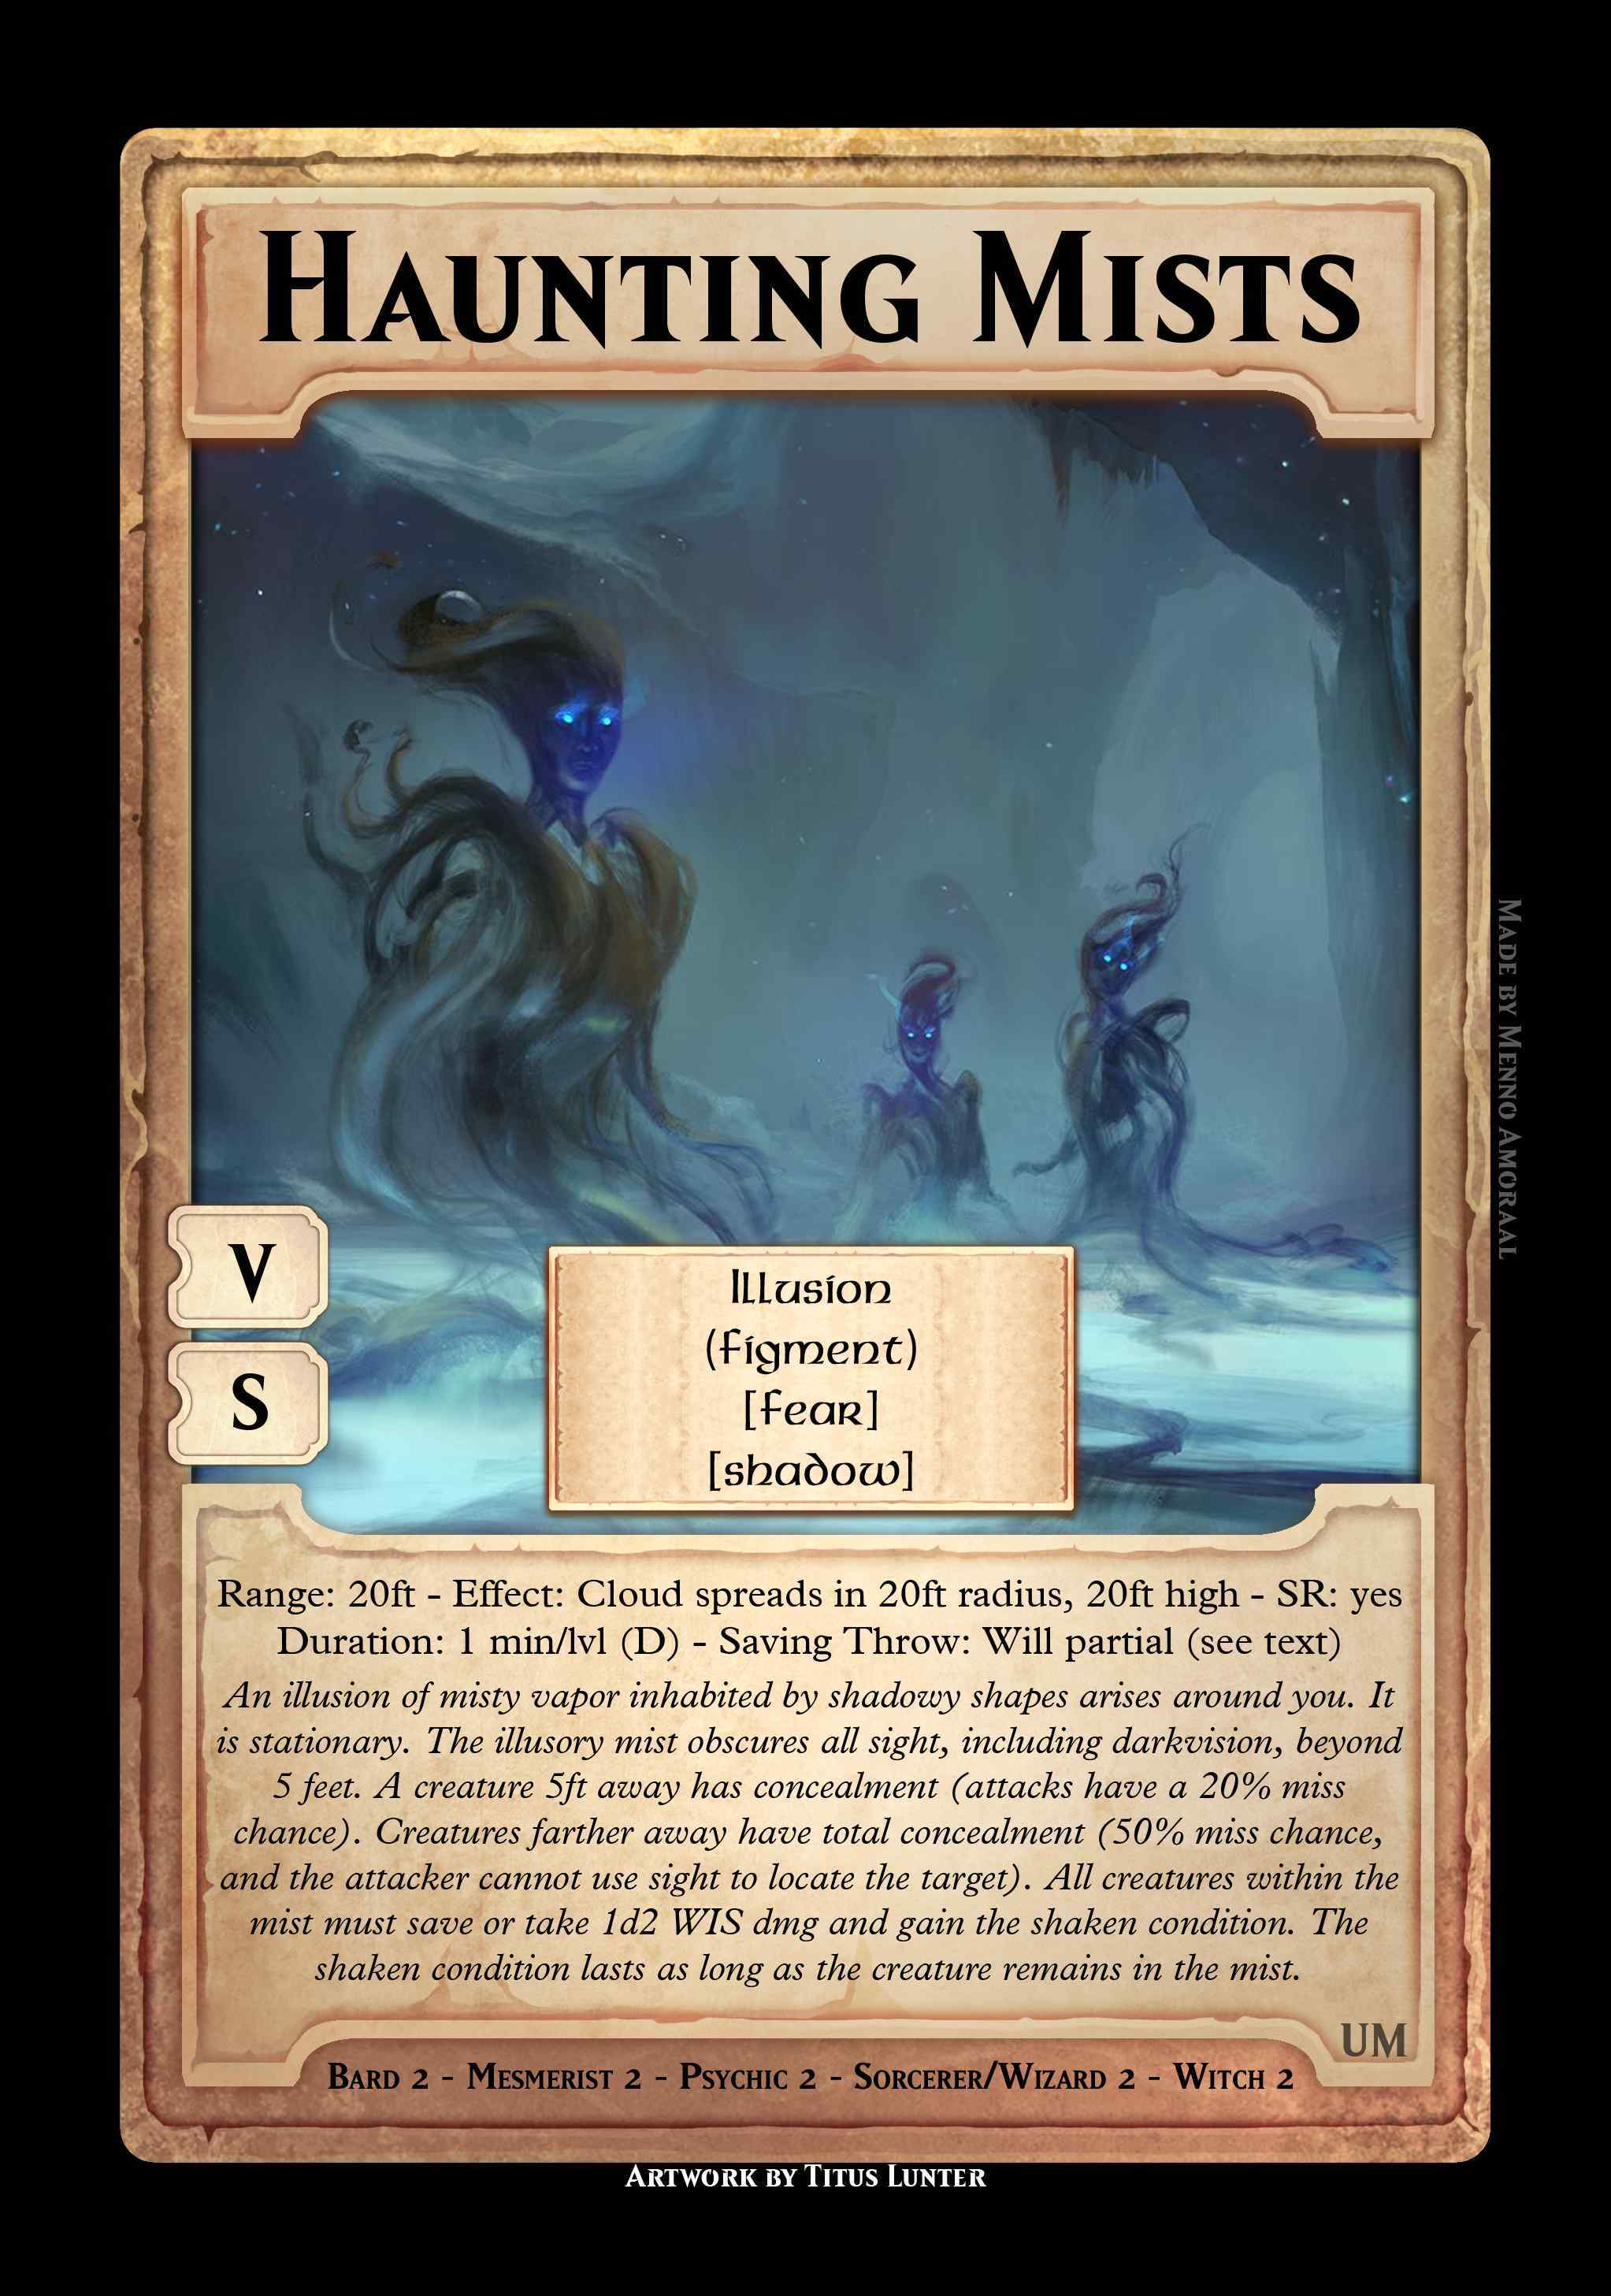 Haunting Mists
V
S
Illusion
(figment)
[fear]
[shadow]
Range: 20ft - Effect: Cloud spreads in 20ft radius, 20ft high - SR: yes
Duration: 1 min/lvl (D) - Saving Throw: Will partial (see text)
An illusion of misty vapor inhabited by shadowy shapes arises around you. It
is stationary. The illusory mist obscures all sight, including darkvision, beyond
5 feet. A creature 5ft away has concealment (attacks have a 20% miss
chance). Creatures farther away have total concealment (50% miss chance,
and the attacker cannot use sight to locate the target). All creatures within the
mist must save or take 1d2 WIS dmg and gain the shaken condition. The
shaken condition lasts as long as the creature remains in the mist.
UM
Bard 2 - Mesmerist 2 - Psychic 2 - Sorcerer/Wizard 2 - Witch 2
Artwork by Titus Lunter
Made by Menno Amoraal